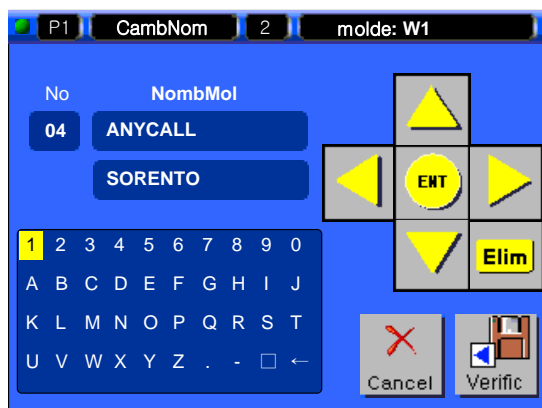 P1 CambNom 2 molde: W1
No NombMol
04 ANYCALL
SORENTO
ENT
1 2 3 4 5 6 7 8 9 0
Elim
A B C D E F G H I J
K L M N O P Q R S T
U V W X Y Z . - □ ←
Cancel Verific